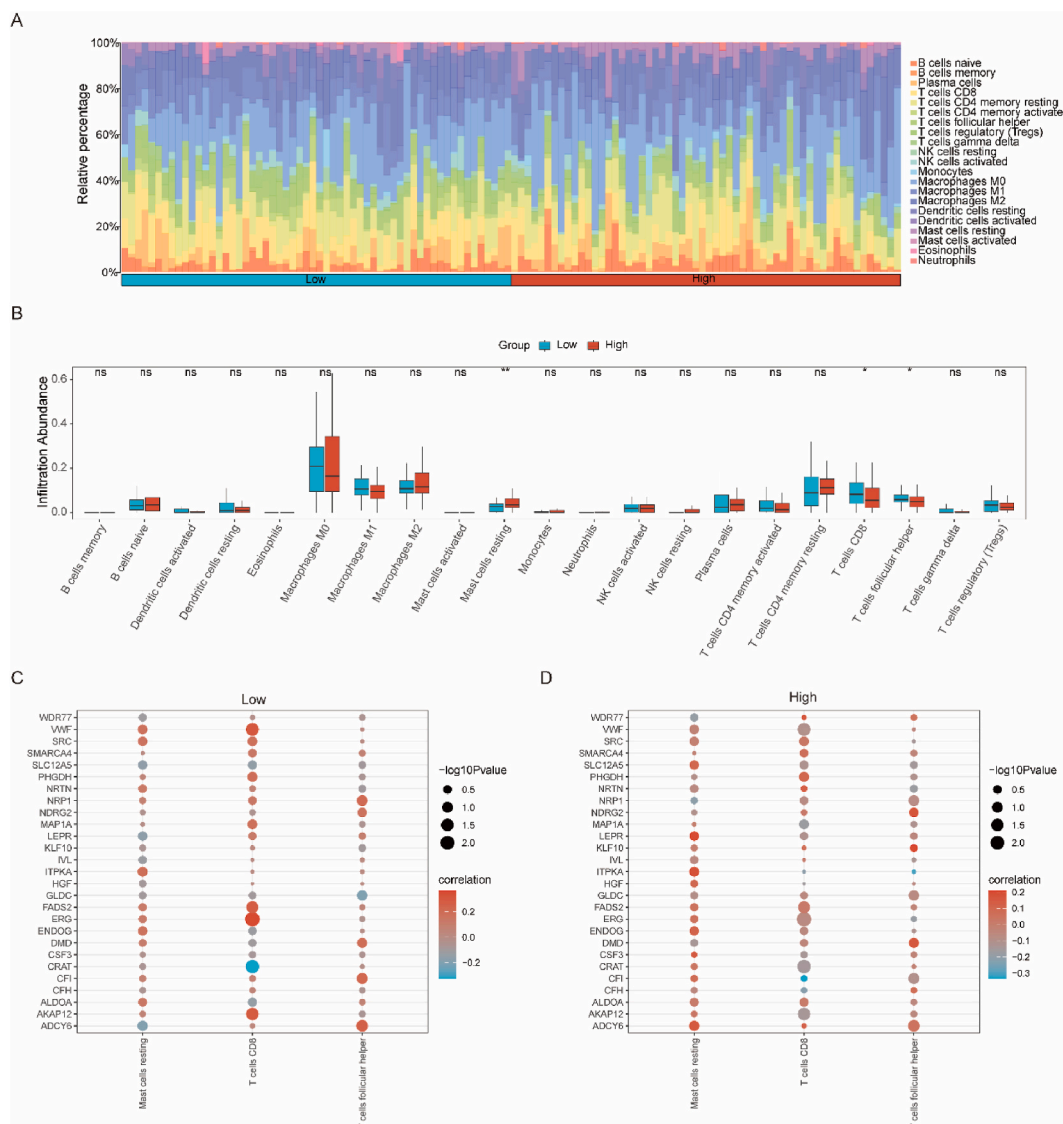 A
100%
80%
60%
40%
20%
0%
Relative percentage
Low
High
B cells naive
B cells memory
Plasma cells
T cells CD8
T cells CD4 memory resting
T cells CD4 memory activate
T cells follicular helper
T cells regulatory (Tregs)
T cells gamma delta
NK cells resting
NK cells activated
Monocytes
Macrophages M0
Macrophages M1
Macrophages M2
Dendritic cells resting
Dendritic cells activated
Mast cells resting
Mast cells activated
Eosinophils
Neutrophils
B
Group Low High
ns ns ns ns ns ns ns ns ns ** ns ns ns ns ns ns ns * * ns ns
0.6
0.4
0.2
0.0
Infiltration Abundance
B cells memory
B cells naive
Dendritic cells activated
Dendritic cells resting
Eosinophils
Macrophages M0
Macrophages M1
Macrophages M2
Mast cells activated
Mast cells resting
Monocytes
Neutrophils
NK cells activated
NK cells resting
Plasma cells
T cells CD4 memory activated
T cells CD4 memory resting
T cells CD8
T cells follicular helper
T cells gamma delta
T cells regulatory (Tregs)
C
Low
WDR77
VWF
SRC
SMARCA4
SLC12A5
PHGDH
NRTN
NRP1
NDRG2
MAP1A
LEPR
KLF10
IVL
ITPKA
HGF
GLDC
FADS2
ERG
ENDOG
DMD
CSF3
CRAT
CFI
CFH
ALDOA
AKAP12
ADCY6
Mast cells resting
T cells CD8
cells follicular helper
−log10Pvalue
0.5
1.0
1.5
2.0
correlation
0.2
0.0
−0.2
D
High
WDR77
VWF
SRC
SMARCA4
SLC12A5
PHGDH
NRTN
NRP1
NDRG2
MAP1A
LEPR
KLF10
IVL
ITPKA
HGF
GLDC
FADS2
ERG
ENDOG
DMD
CSF3
CRAT
CFI
CFH
ALDOA
AKAP12
ADCY6
Mast cells resting
T cells CD8
cells follicular helper
−log10Pvalue
0.5
1.0
1.5
2.0
correlation
0.2
0.1
0.0
−0.1
−0.2
−0.3